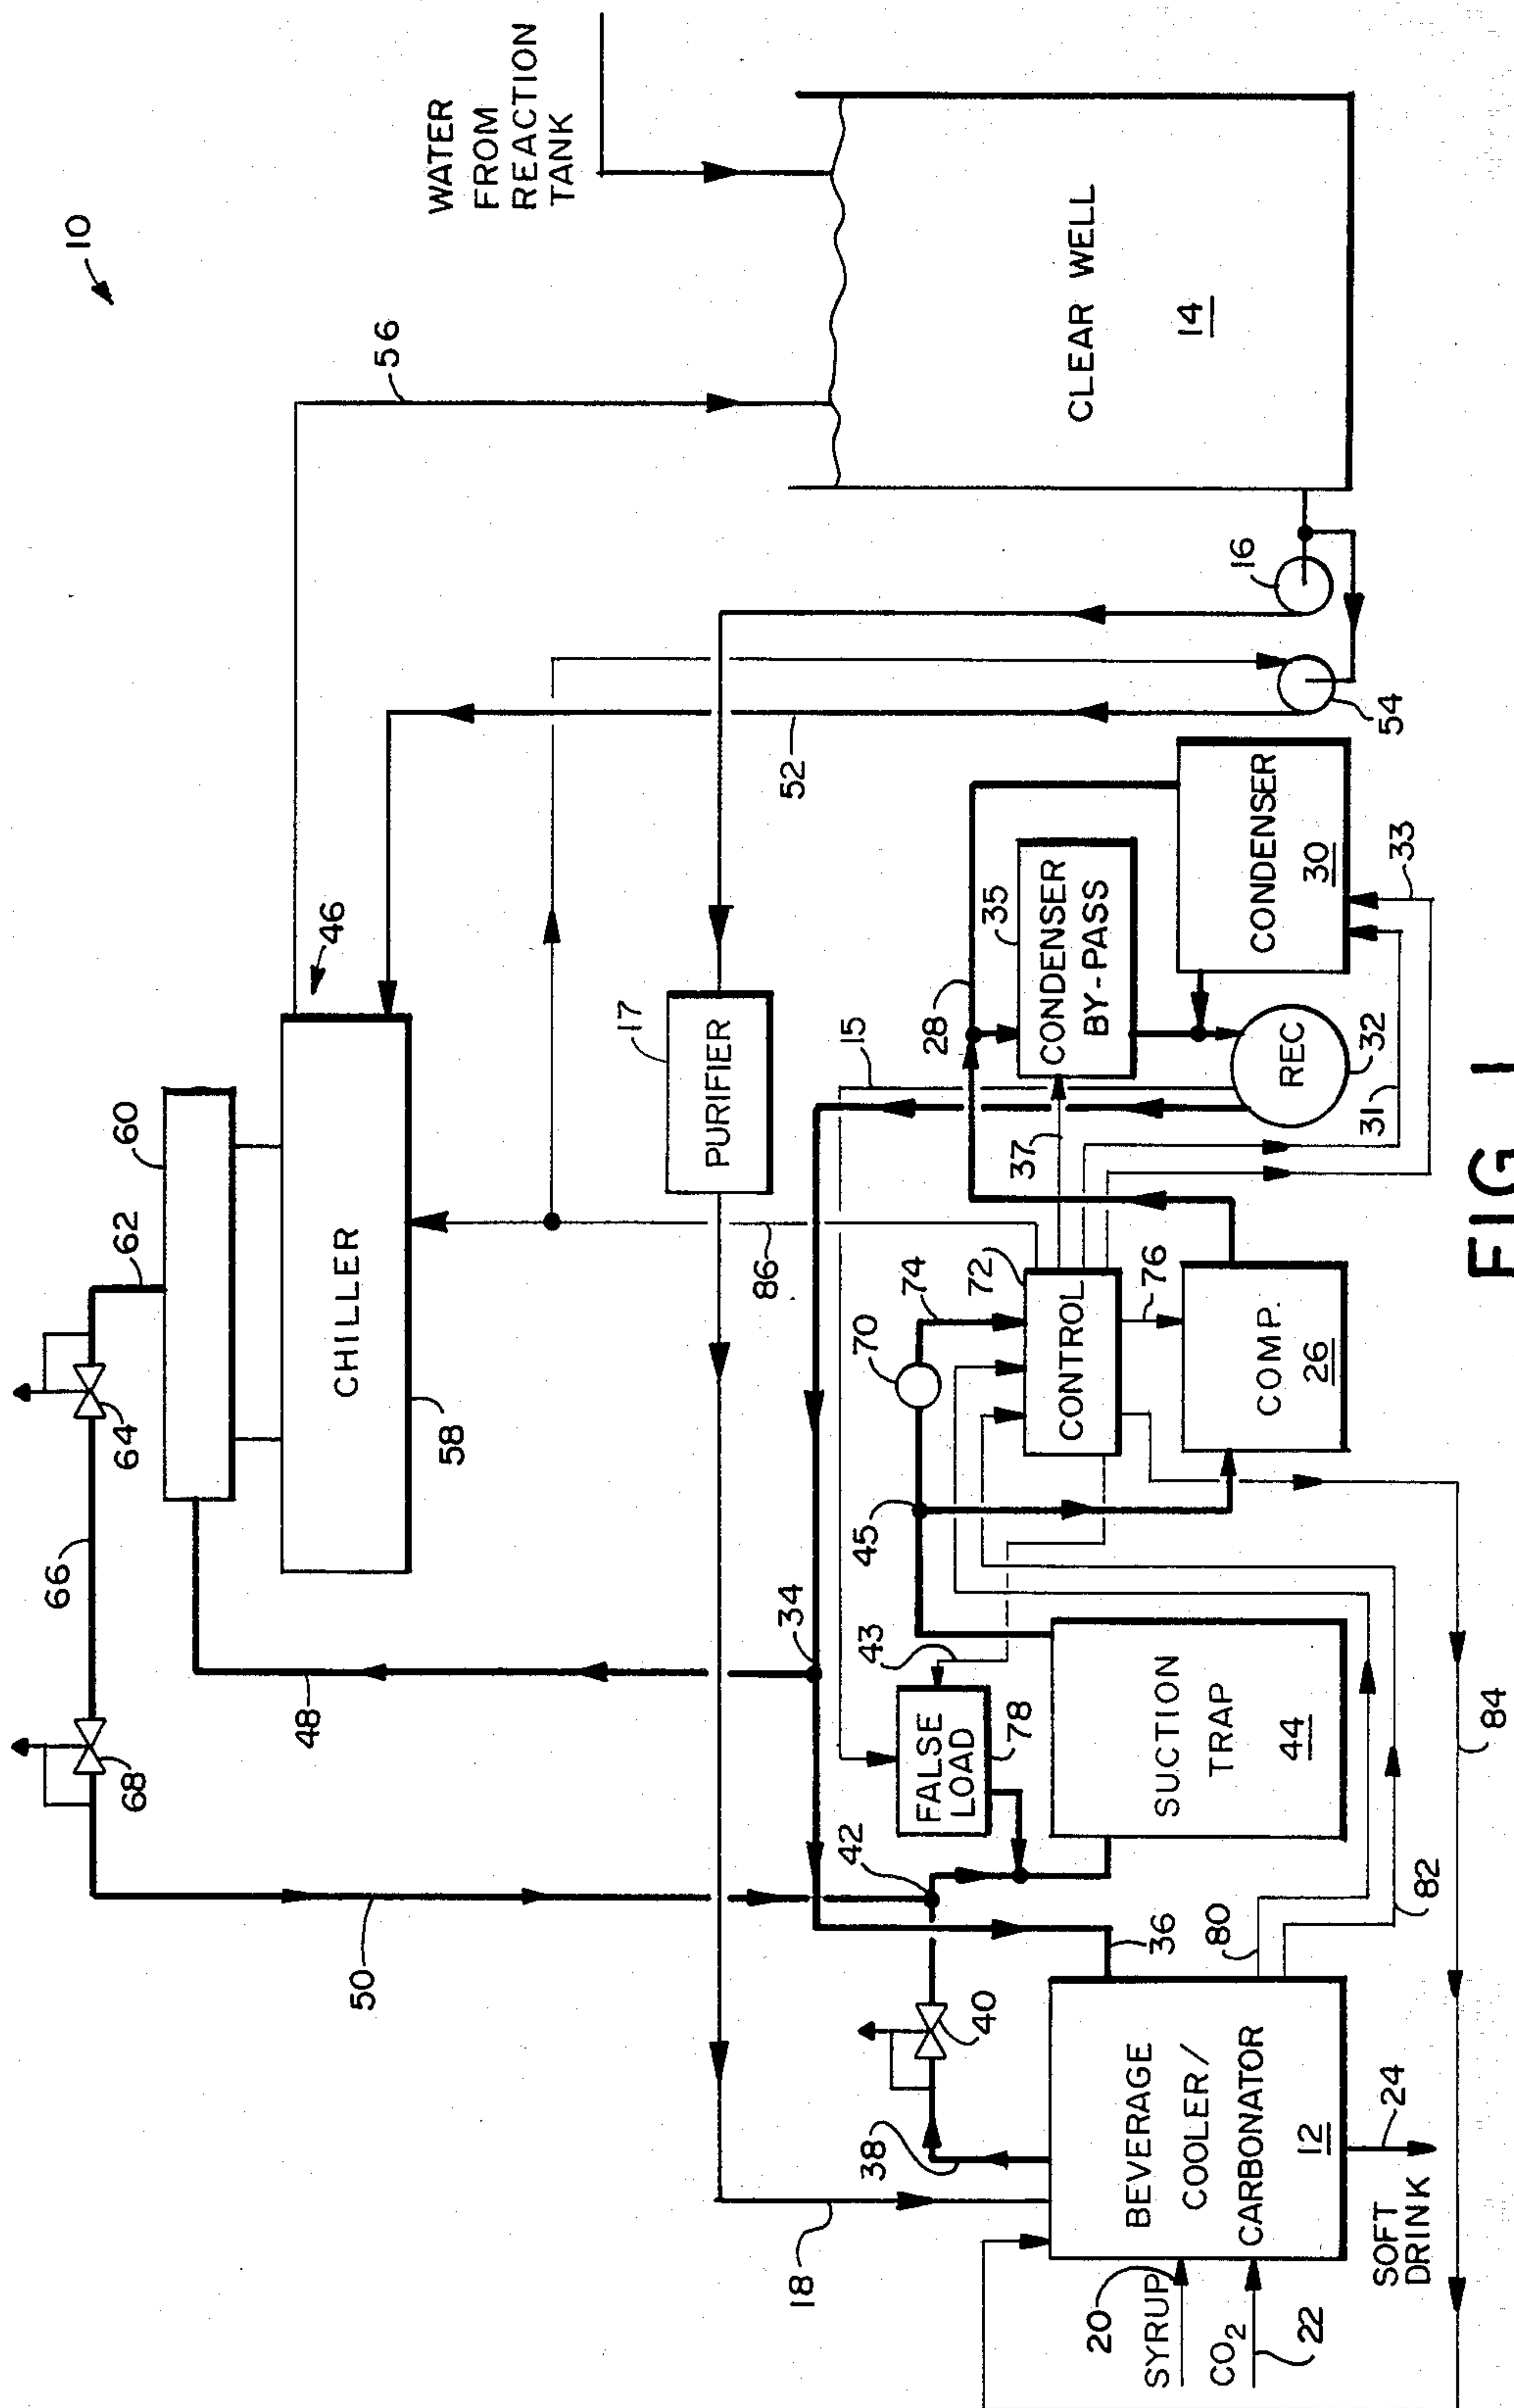 10
WATER
FROM
REACTION
TANK
56
CLEAR WELL
14
16
54
52
46
CHILLER
58
60
62
64
66
68
48
50
17
PURIFIER
15
28
35
CONDENSER
BY-PASS
CONDENSER
30
33
REC
32
31
37
86
34
70
74
72
CONTROL
76
COMP.
26
45
43
FALSE
LOAD
78
SUCTION
TRAP
44
42
40
38
36
80
82
84
18
BEVERAGE
COOLER/
CARBONATOR
12
20
SYRUP
CO2
22
24
SOFT
DRINK
FIG 1